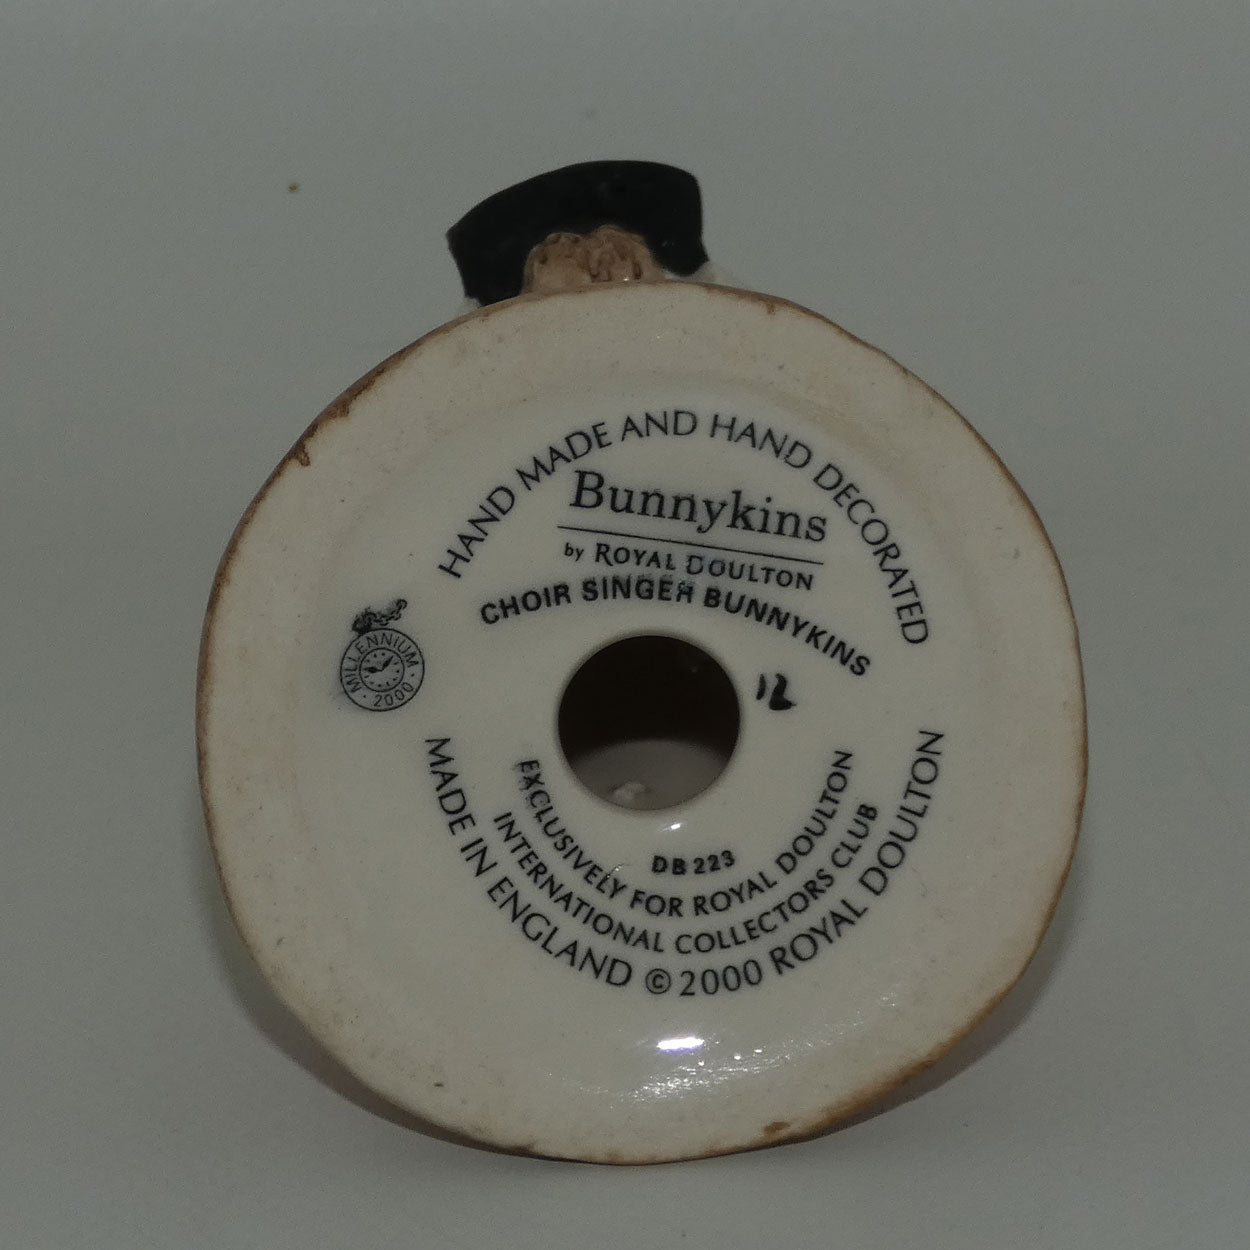 HAND MADE AND HAND DECORATED
Bunnykins
by ROYAL DOULTON
CHOIR SINGER BUNNYKINS
MILLENNIUM
· 2000 ·
12
DB 223
EXCLUSIVELY FOR ROYAL DOULTON
INTERNATIONAL COLLECTORS CLUB
MADE IN ENGLAND © 2000 ROYAL DOULTON